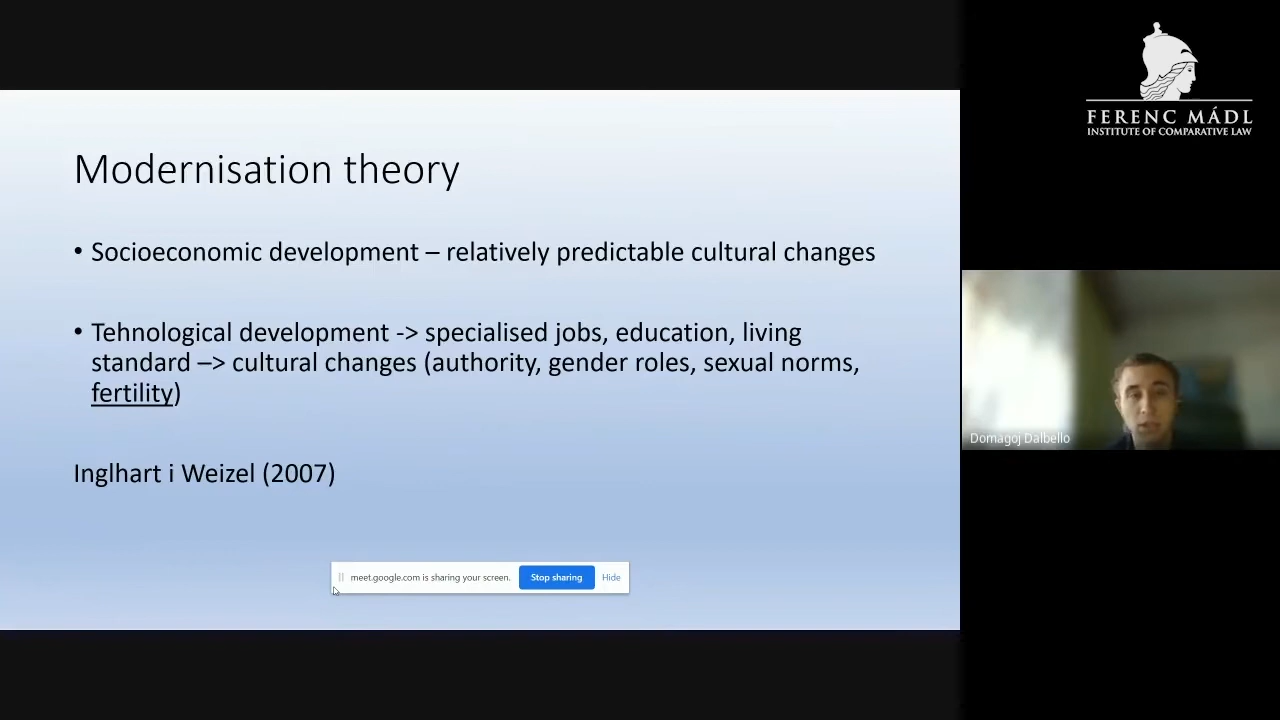 Modernisation theory
• Socioeconomic development – relatively predictable cultural changes
• Tehnological development -> specialised jobs, education, living
standard –> cultural changes (authority, gender roles, sexual norms,
fertility)
Inglhart i Weizel (2007)
meet.google.com is sharing your screen.
Stop sharing
Hide
FERENC MÁDL
INSTITUTE OF COMPARATIVE LAW
Domagoj Dalbello